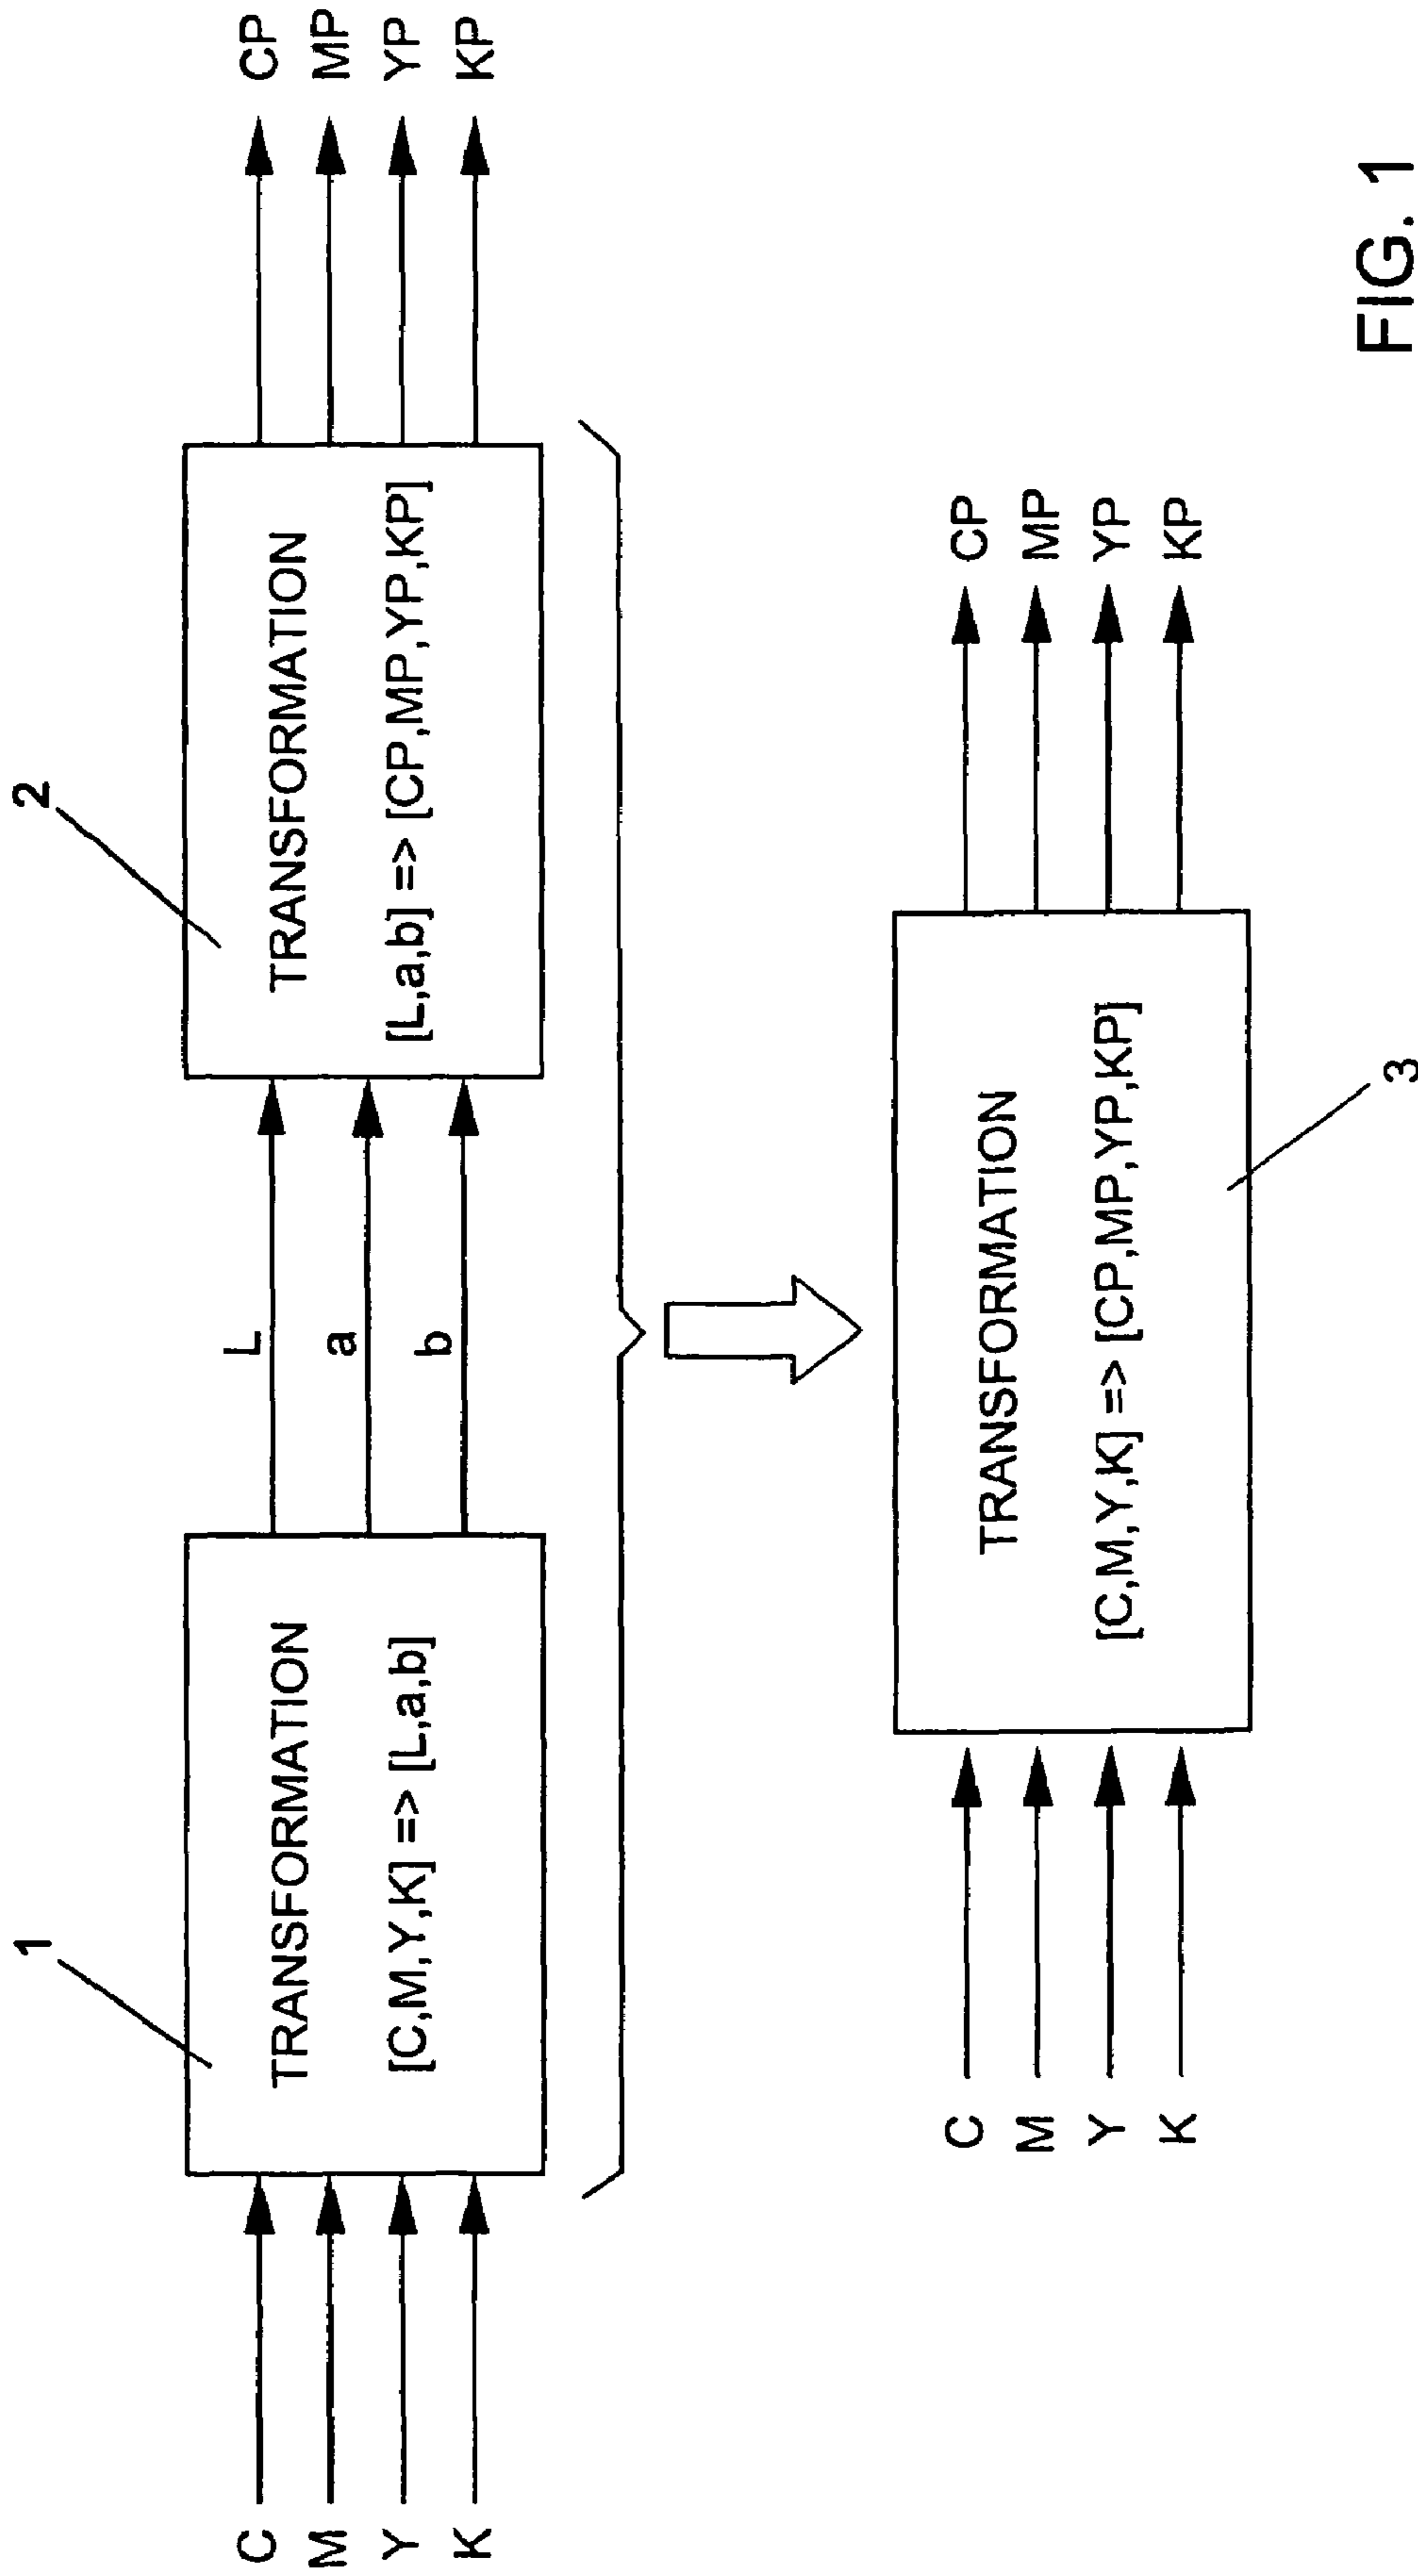 1
2
C
M
Y
K
TRANSFORMATION
[C,M,Y,K] => [L,a,b]
L
a
b
TRANSFORMATION
[L,a,b] => [CP,MP,YP,KP]
CP
MP
YP
KP
C
M
Y
K
TRANSFORMATION
[C,M,Y,K] => [CP,MP,YP,KP]
CP
MP
YP
KP
3
FIG. 1